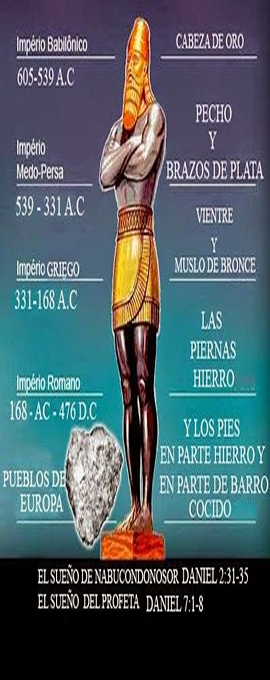 Império Babilônico
605-539 A.C
CABEZA DE ORO
Império
Medo-Persa
539 - 331 A.C
PECHO
Y
BRAZOS DE PLATA
Império GRIEGO
331-168 A.C
VIENTRE
Y
MUSLO DE BRONCE
Império Romano
168 - AC - 476 D.C
LAS
PIERNAS
HIERRO
PUEBLOS DE
EUROPA
Y LOS PIES
EN PARTE HIERRO Y
EN PARTE DE BARRO
COCIDO
EL SUEÑO DE NABUCONDONOSOR DANIEL 2:31-35
EL SUEÑO DEL PROFETA DANIEL 7:1-8